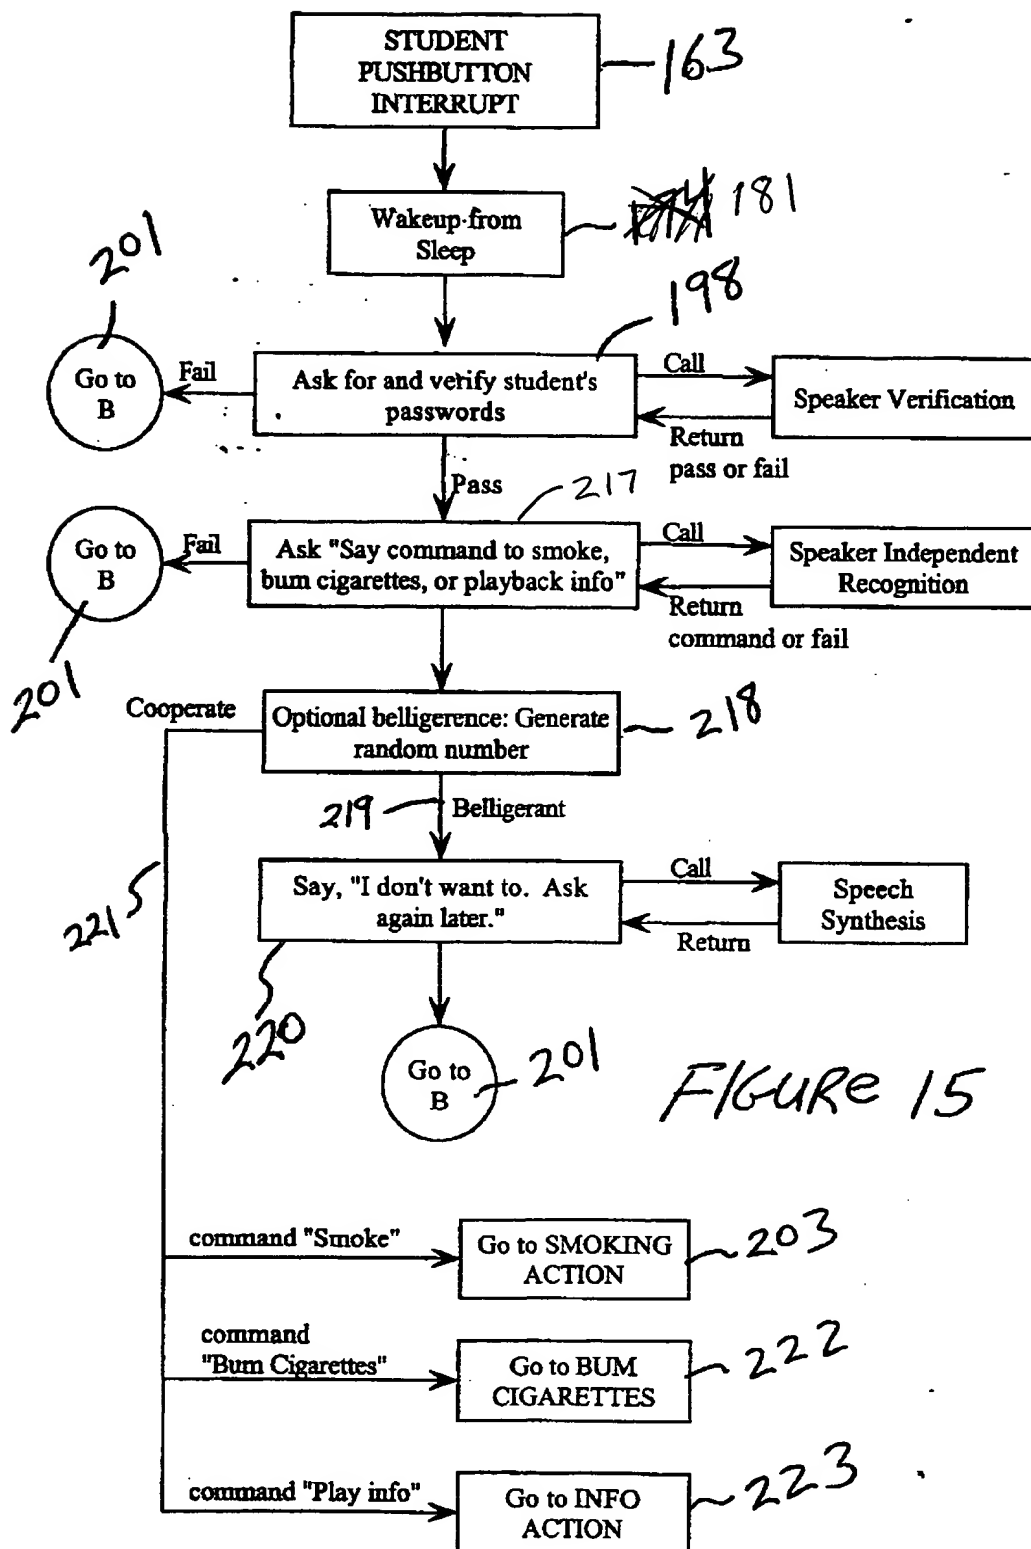 STUDENT
PUSHBUTTON
INTERRUPT
163
Wakeup from
Sleep
181
201
198
Go to
B
Fail
Ask for and verify student's
passwords
Call
Return
pass or fail
Speaker Verification
Pass
217
Go to
B
Fail
Ask "Say command to smoke,
bum cigarettes, or playback info"
Call
Return
command or fail
Speaker Independent
Recognition
201
Cooperate
Optional belligerence: Generate
random number
218
219
Belligerant
221
Say, "I don't want to. Ask
again later."
Call
Return
Speech
Synthesis
220
Go to
B
201
FIGURE 15
command "Smoke"
Go to SMOKING
ACTION
203
command
"Bum Cigarettes"
Go to BUM
CIGARETTES
222
command "Play info"
Go to INFO
ACTION
223